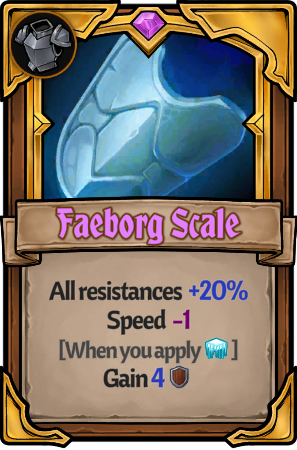 Faeborg Scale
All resistances +20%
Speed -1
[When you apply ]
Gain 4